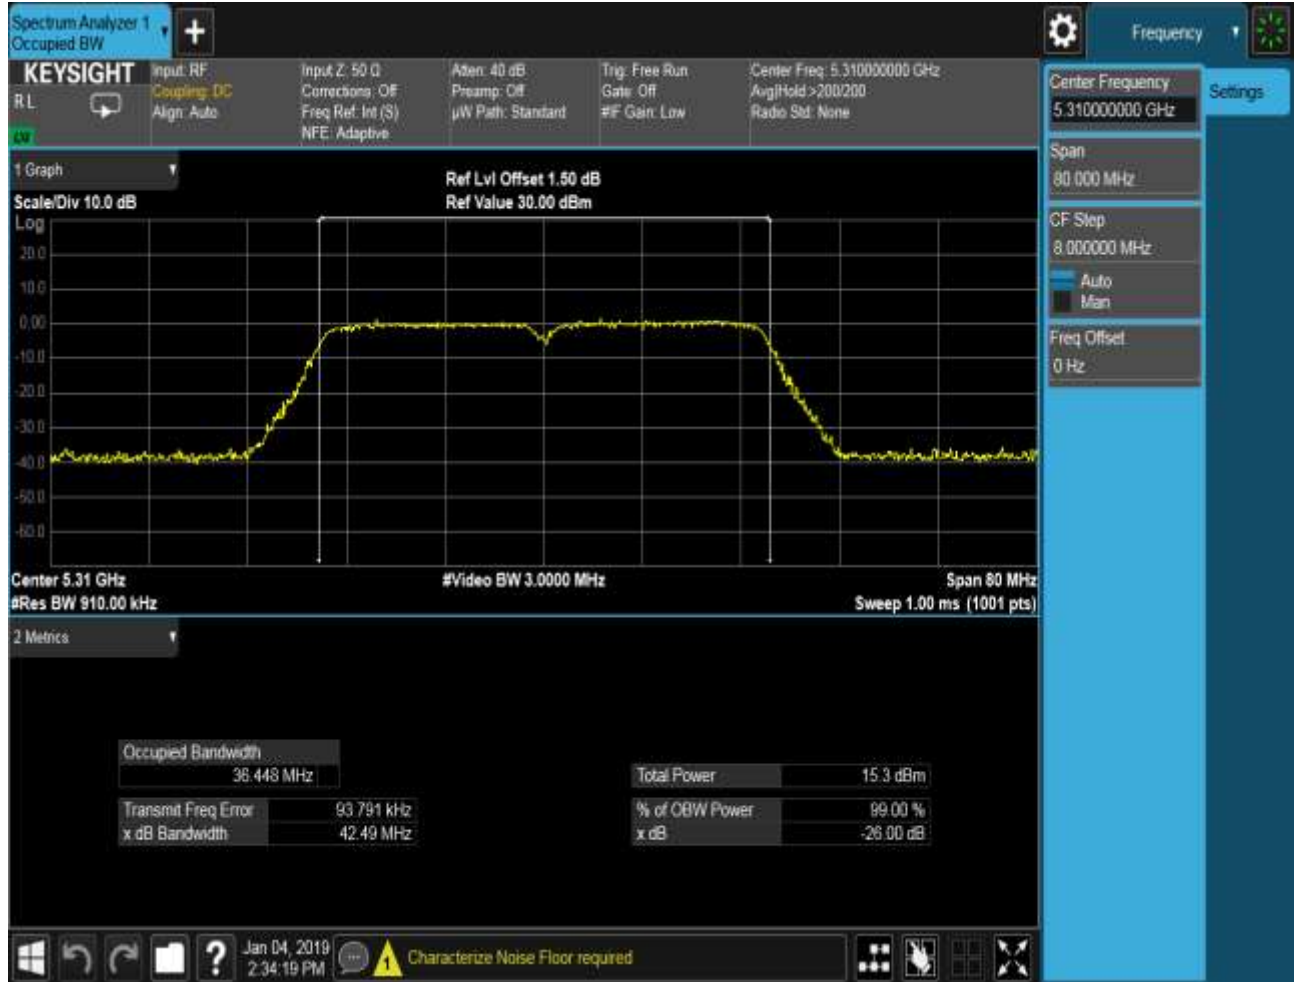 Spectrum Analyzer 1
Occupied BW
Frequency
KEYSIGHT
R L
Input: RF
Coupling: DC
Align: Auto
Input Z: 50 Ω
Corrections: Off
Freq Ref: Int (S)
NFE: Adaptive
Atten: 40 dB
Preamp: Off
µW Path: Standard
Trig: Free Run
Gate: Off
#IF Gain: Low
Center Freq: 5.310000000 GHz
Avg|Hold:>200/200
Radio Std: None
Center Frequency
5.310000000 GHz
Settings
Span
80.000 MHz
CF Step
8.000000 MHz
Auto
Man
Freq Offset
0 Hz
1 Graph
Scale/Div 10.0 dB
Ref Lvl Offset 1.50 dB
Ref Value 30.00 dBm
Log
20.0
10.0
0.00
-10.0
-20.0
-30.0
-40.0
-50.0
-60.0
Center 5.31 GHz
#Video BW 3.0000 MHz
Span 80 MHz
#Res BW 910.00 kHz
Sweep 1.00 ms (1001 pts)
2 Metrics
Occupied Bandwidth
36.448 MHz
Total Power 15.3 dBm
Transmit Freq Error 93.791 kHz
% of OBW Power 99.00 %
x dB Bandwidth 42.49 MHz
x dB -26.00 dB
?
Jan 04, 2019
2:34:19 PM
1
Characterize Noise Floor required